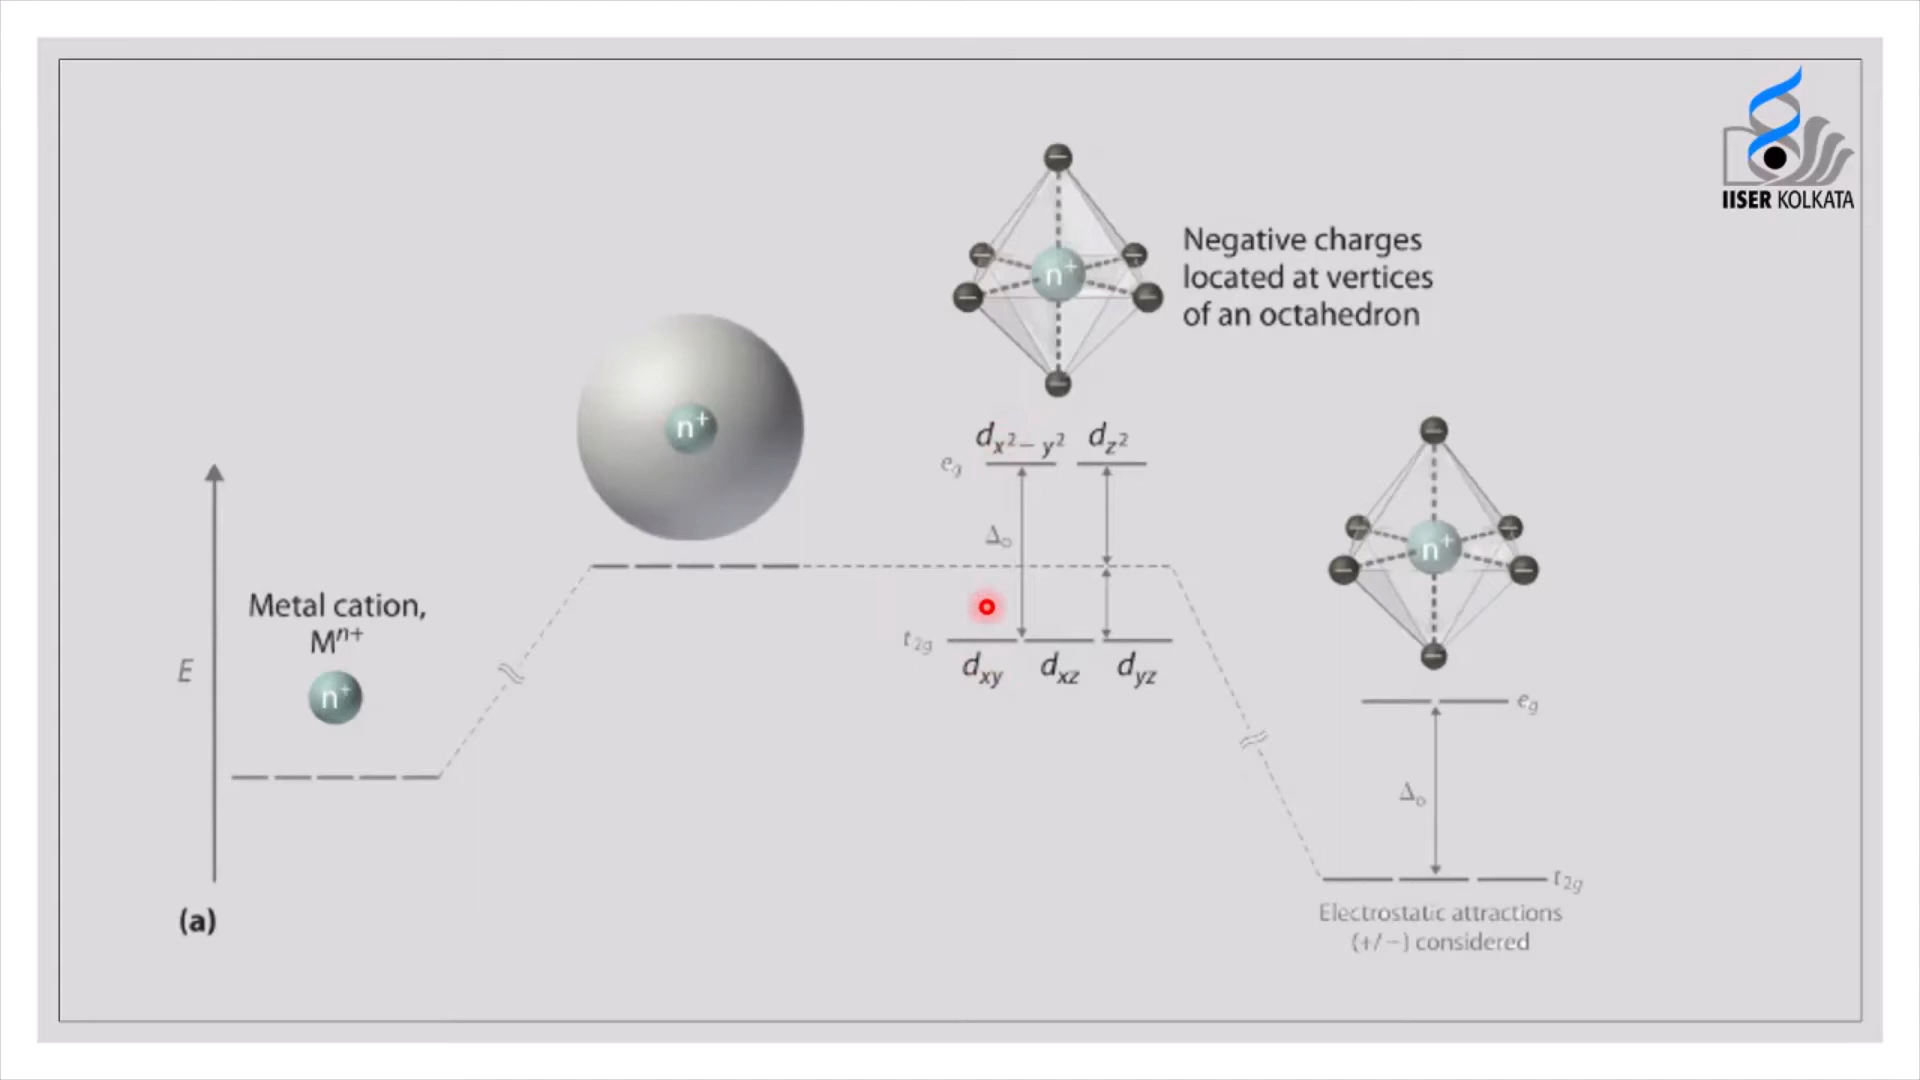 IISER KOLKATA
Negative charges
located at vertices
of an octahedron
n⁺
n⁺
d_{x²−y²} d_{z²}
e_g
Δ_o
t_{2g}
d_{xy} d_{xz} d_{yz}
Metal cation,
Mⁿ⁺
n⁺
E
n⁺
e_g
Δ_o
t_{2g}
Electrostatic attractions
(+/−) considered
(a)